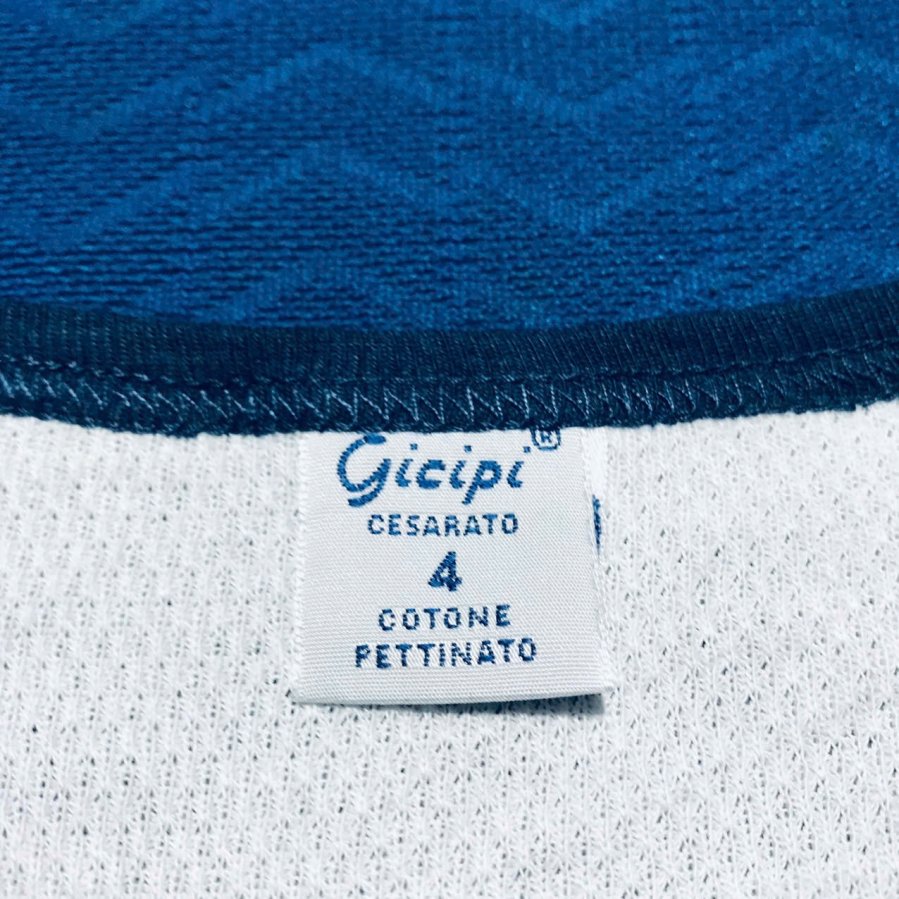 Gicipi®
CESARATO
4
COTONE
PETTINATO